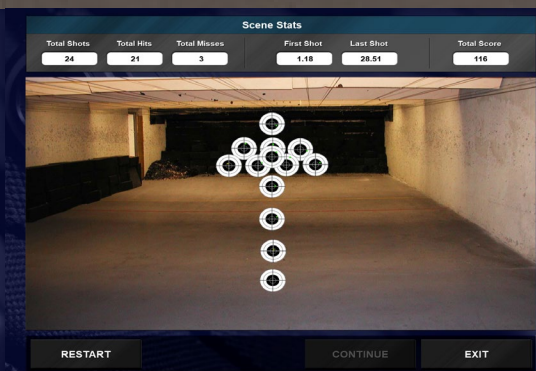 Scene Stats
Total Shots Total Hits Total Misses First Shot Last Shot Total Score
24 21 3 1.18 28.51 116
RESTART CONTINUE EXIT